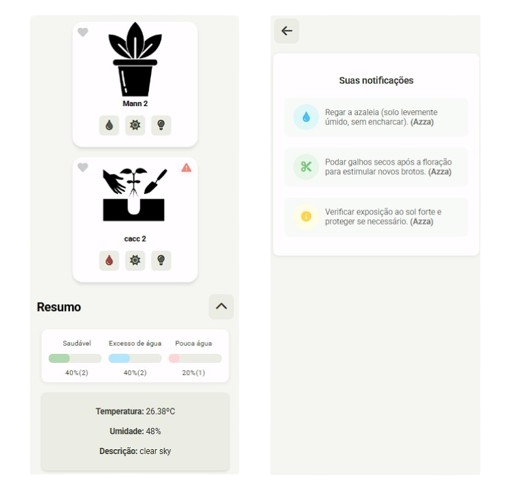 Mann 2
cacc 2
Resumo
Saudável Excesso de água Pouca água
40%(2) 40%(2) 20%(1)
Temperatura: 26.38ºC
Umidade: 48%
Descrição: clear sky
Suas notificações
Regar a azaleia (solo levemente
úmido, sem encharcar). (Azza)
Podar galhos secos após a floração
para estimular novos brotos. (Azza)
Verificar exposição ao sol forte e
proteger se necessário. (Azza)